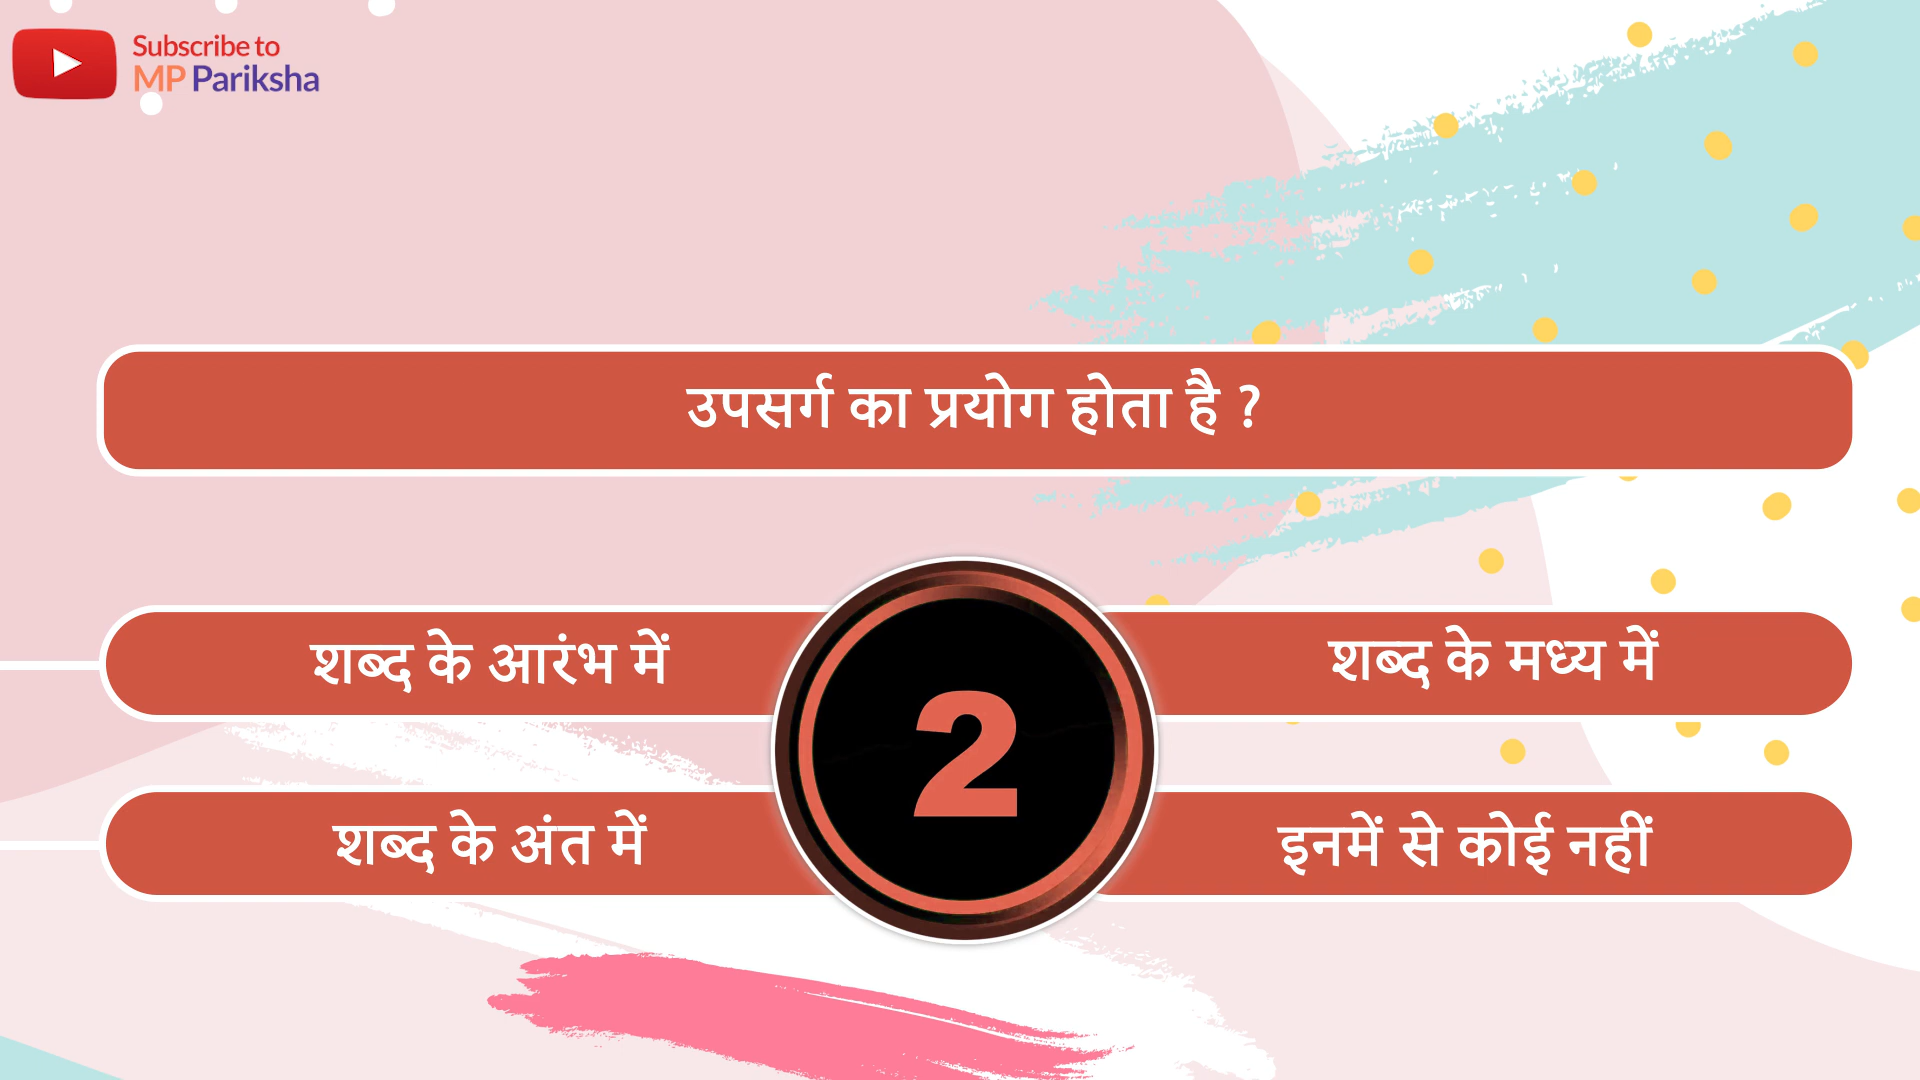 Subscribe to
MP Pariksha
उपसर्ग का प्रयोग होता है ?
शब्द के आरंभ में
शब्द के मध्य में
2
शब्द के अंत में
इनमें से कोई नहीं